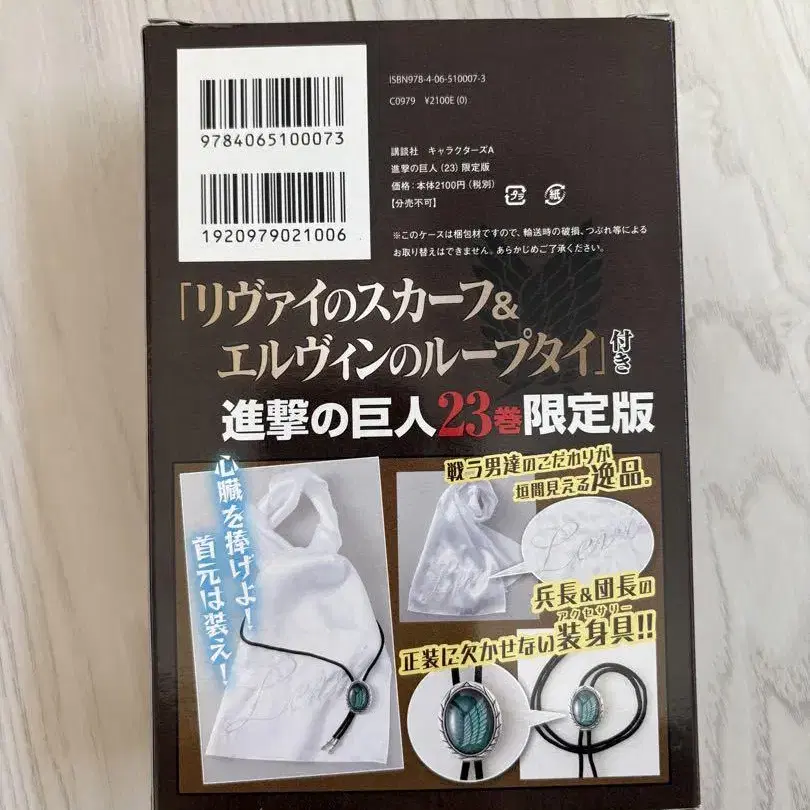 ISBN978-4-06-510007-3
C0979 ¥2100E (0)
9784065100073
1920979021006
講談社 キャラクターズA
進撃の巨人 (23) 限定版
価格:本体2100円 (税別)
【分売不可】
プラ
紙
※このケースは梱包材ですので、輸送時の破損、つぶれ等による
お取り替えはできません。あらかじめご了承ください。
「リヴァイのスカーフ&
エルヴィンのループタイ」付き
進撃の巨人23巻限定版
心臓を捧げよ!
首元は装え!
戦う男達のこだわりが
垣間見える逸品。
Levi
兵長&団長の
アクセサリー
正装に欠かせない装身具!!